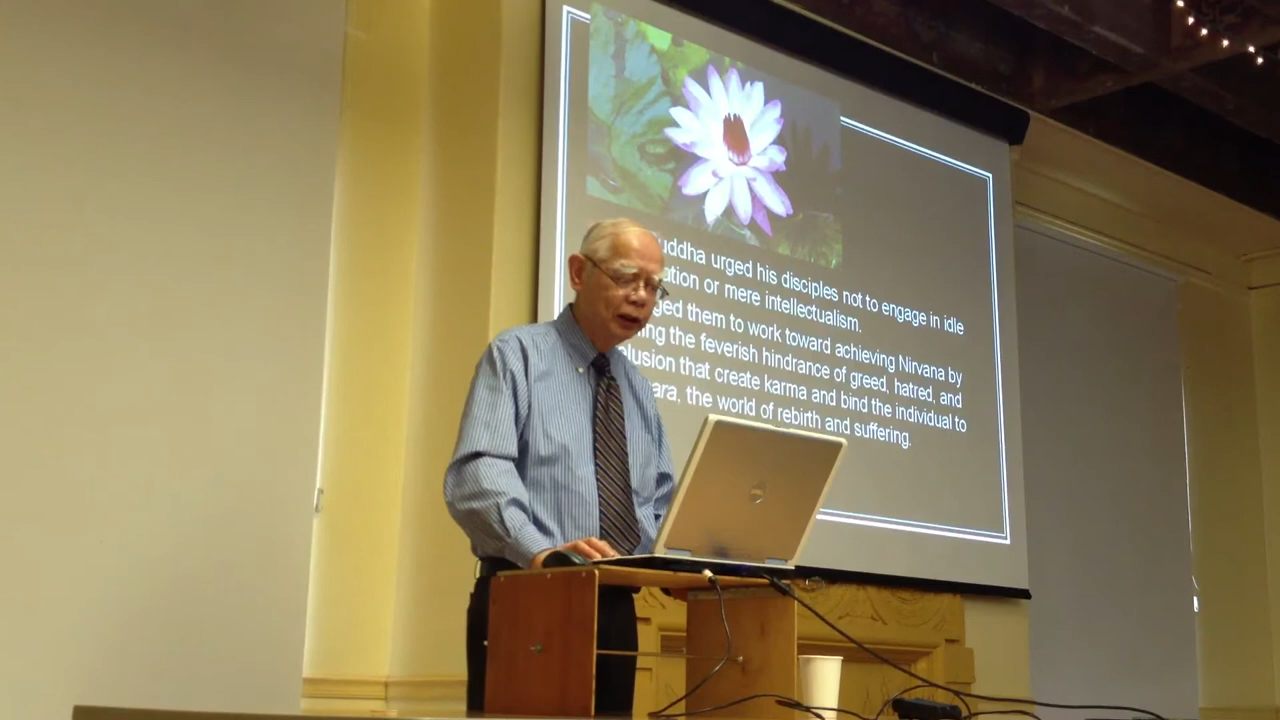 uddha urged his disciples not to engage in idle
ation or mere intellectualism.
ged them to work toward achieving Nirvana by
ing the feverish hindrance of greed, hatred, and
elusion that create karma and bind the individual to
ara, the world of rebirth and suffering.